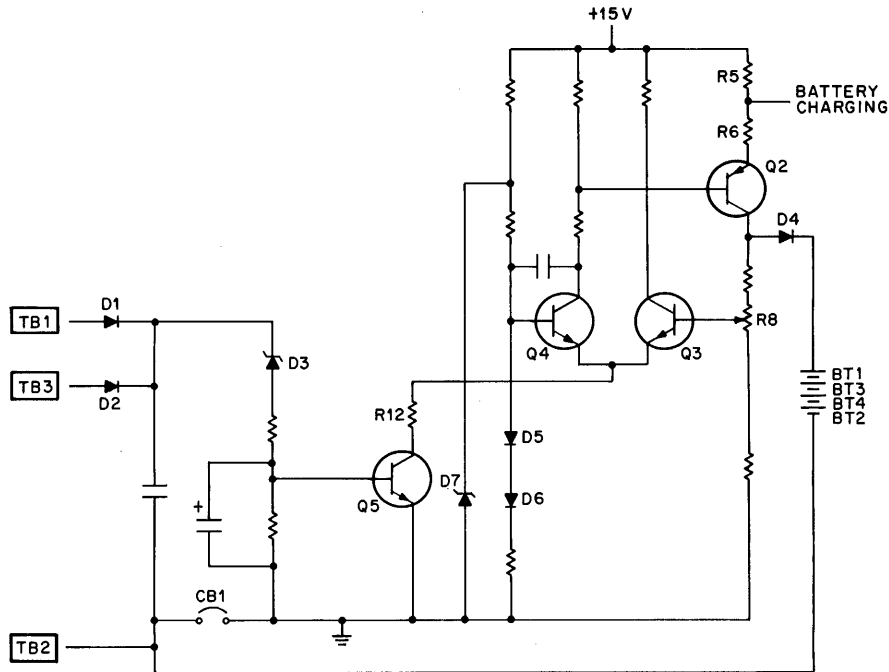 +15V
R5
BATTERY
CHARGING
R6
Q2
D4
D1
TB1
D3
Q4
Q3
R8
TB3
D2
BT1
BT3
BT4
BT2
R12
D5
D7
D6
Q5
+
CB1
TB2